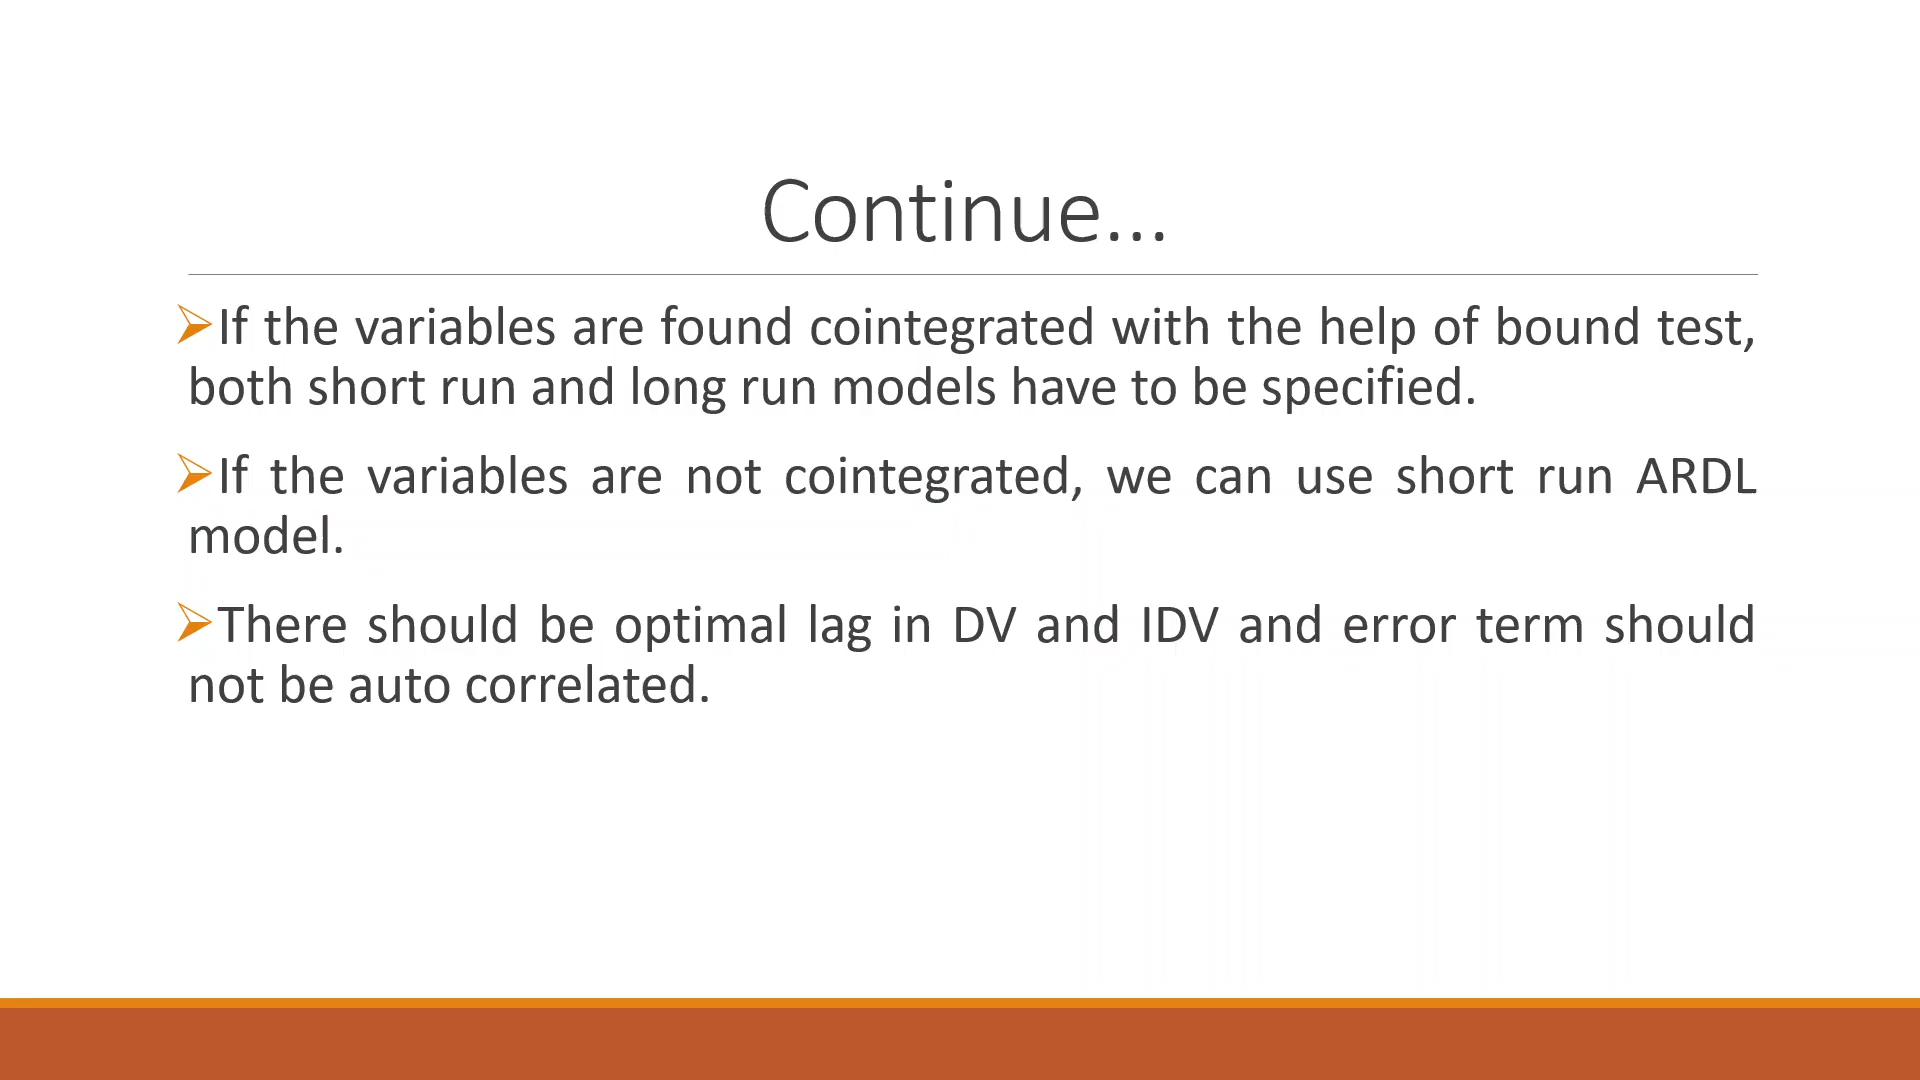 Continue...
If the variables are found cointegrated with the help of bound test,
both short run and long run models have to be specified.
If the variables are not cointegrated, we can use short run ARDL
model.
There should be optimal lag in DV and IDV and error term should
not be auto correlated.